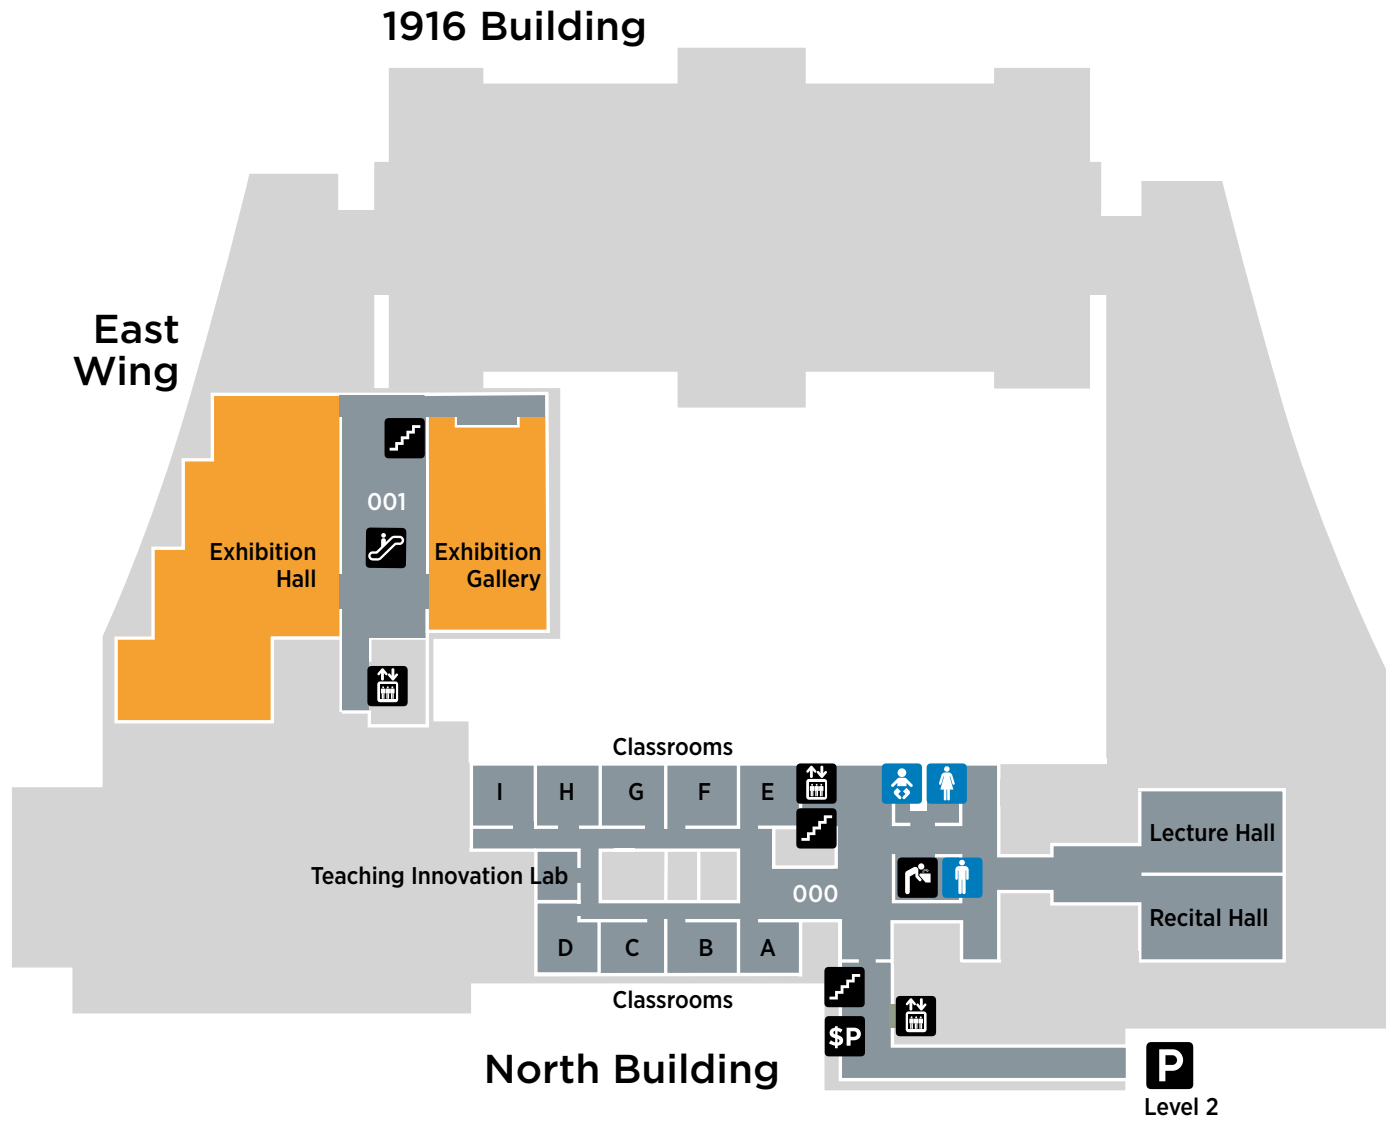 1916 Building
East
Wing
001
Exhibition
Hall
Exhibition
Gallery
Classrooms
I H G F E
Lecture Hall
Teaching Innovation Lab
000
Recital Hall
D C B A
Classrooms
$P
North Building
P
Level 2